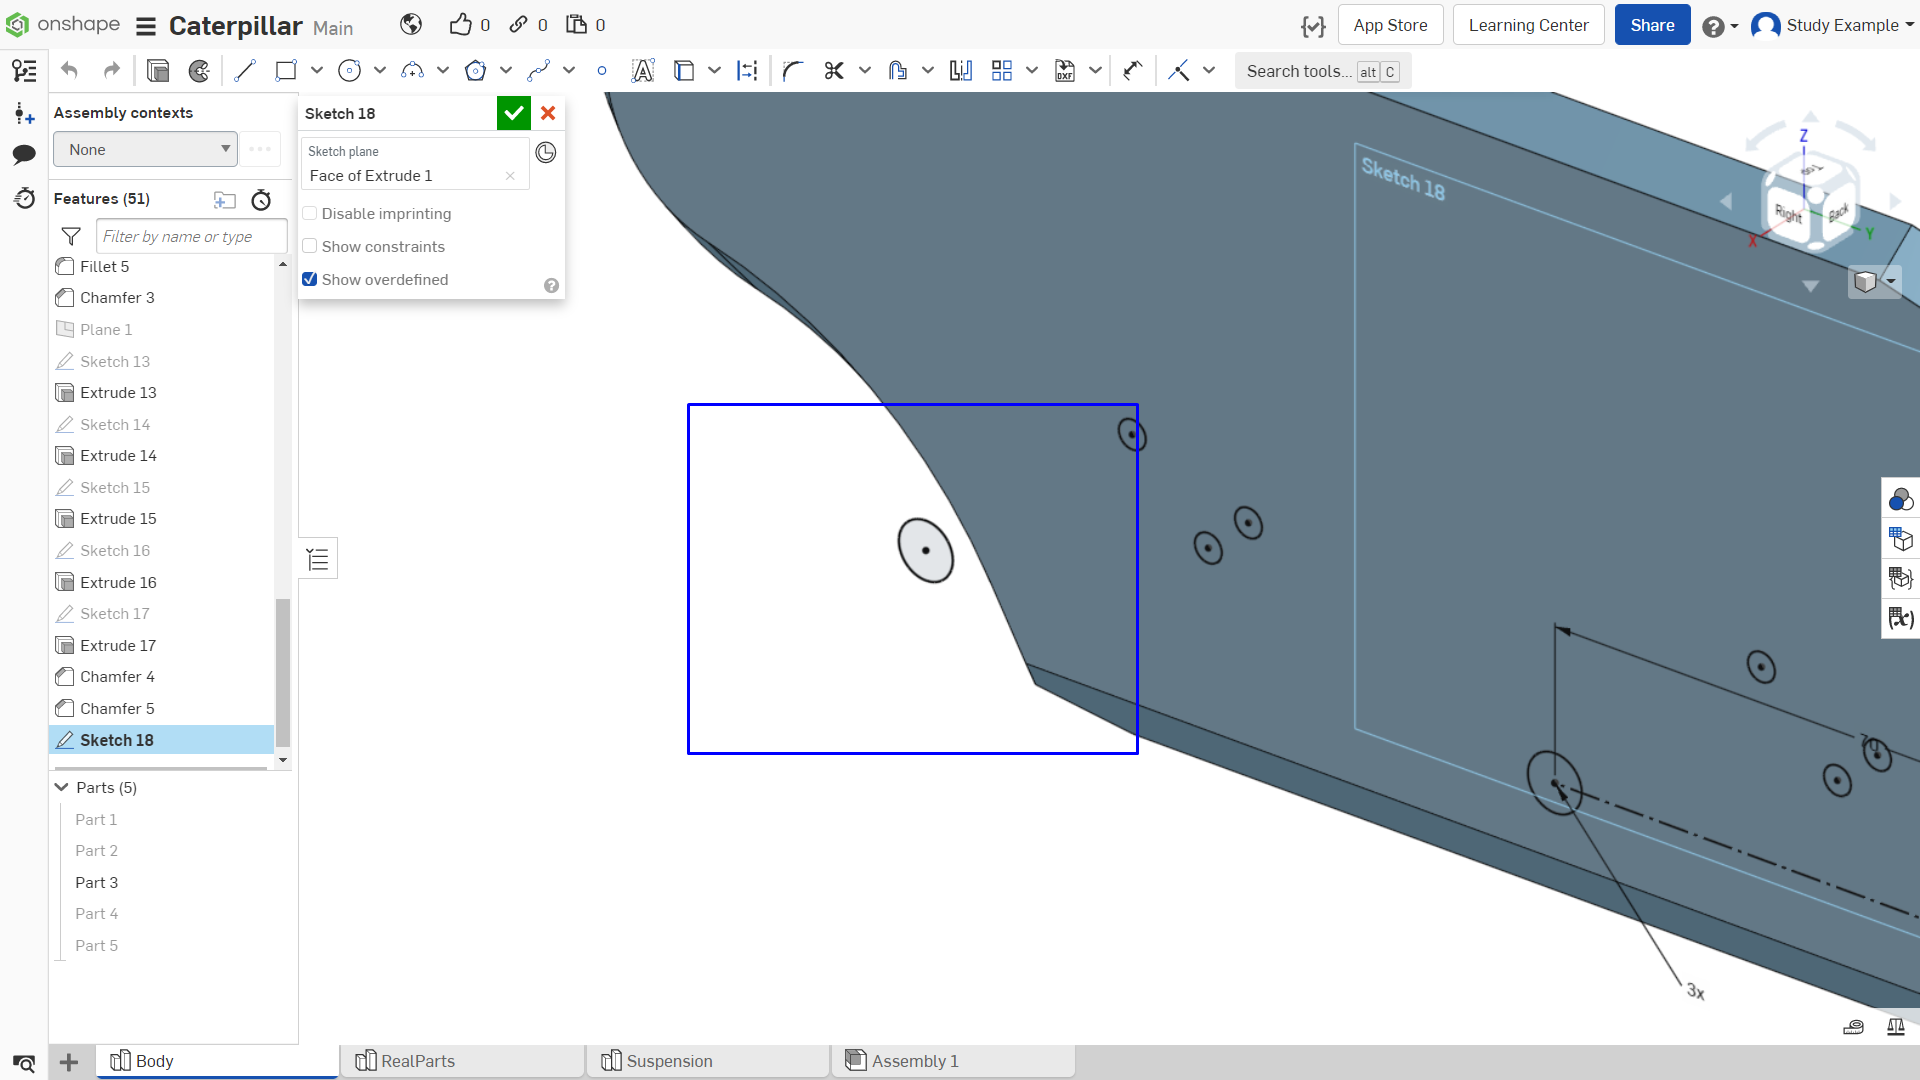 onshape Caterpillar Main 0 0 0 App Store Learning Center Share Study Example
Search tools... alt C
Assembly contexts
None
Features (51)
Filter by name or type
Fillet 5
Chamfer 3
Plane 1
Sketch 13
Extrude 13
Sketch 14
Extrude 14
Sketch 15
Extrude 15
Sketch 16
Extrude 16
Sketch 17
Extrude 17
Chamfer 4
Chamfer 5
Sketch 18
Parts (5)
Part 1
Part 2
Part 3
Part 4
Part 5
Sketch 18
Sketch plane
Face of Extrude 1
Disable imprinting
Show constraints
Show overdefined
Sketch 18
Z
Top
Right
Back
X
Y
70
3x
Body
RealParts
Suspension
Assembly 1